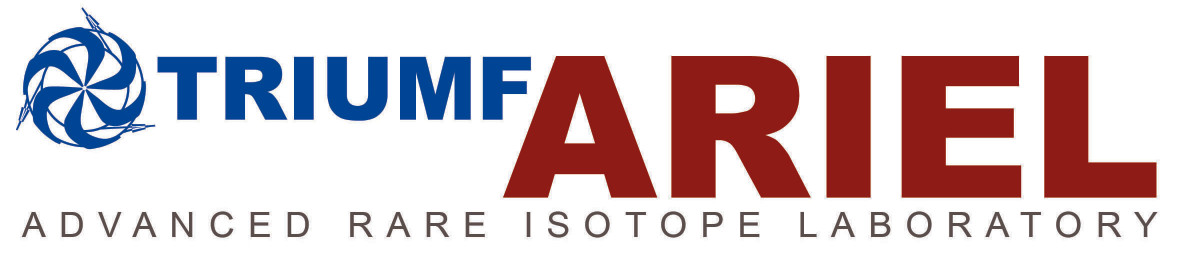 TRIUMF ARIEL
ADVANCED RARE ISOTOPE LABORATORY